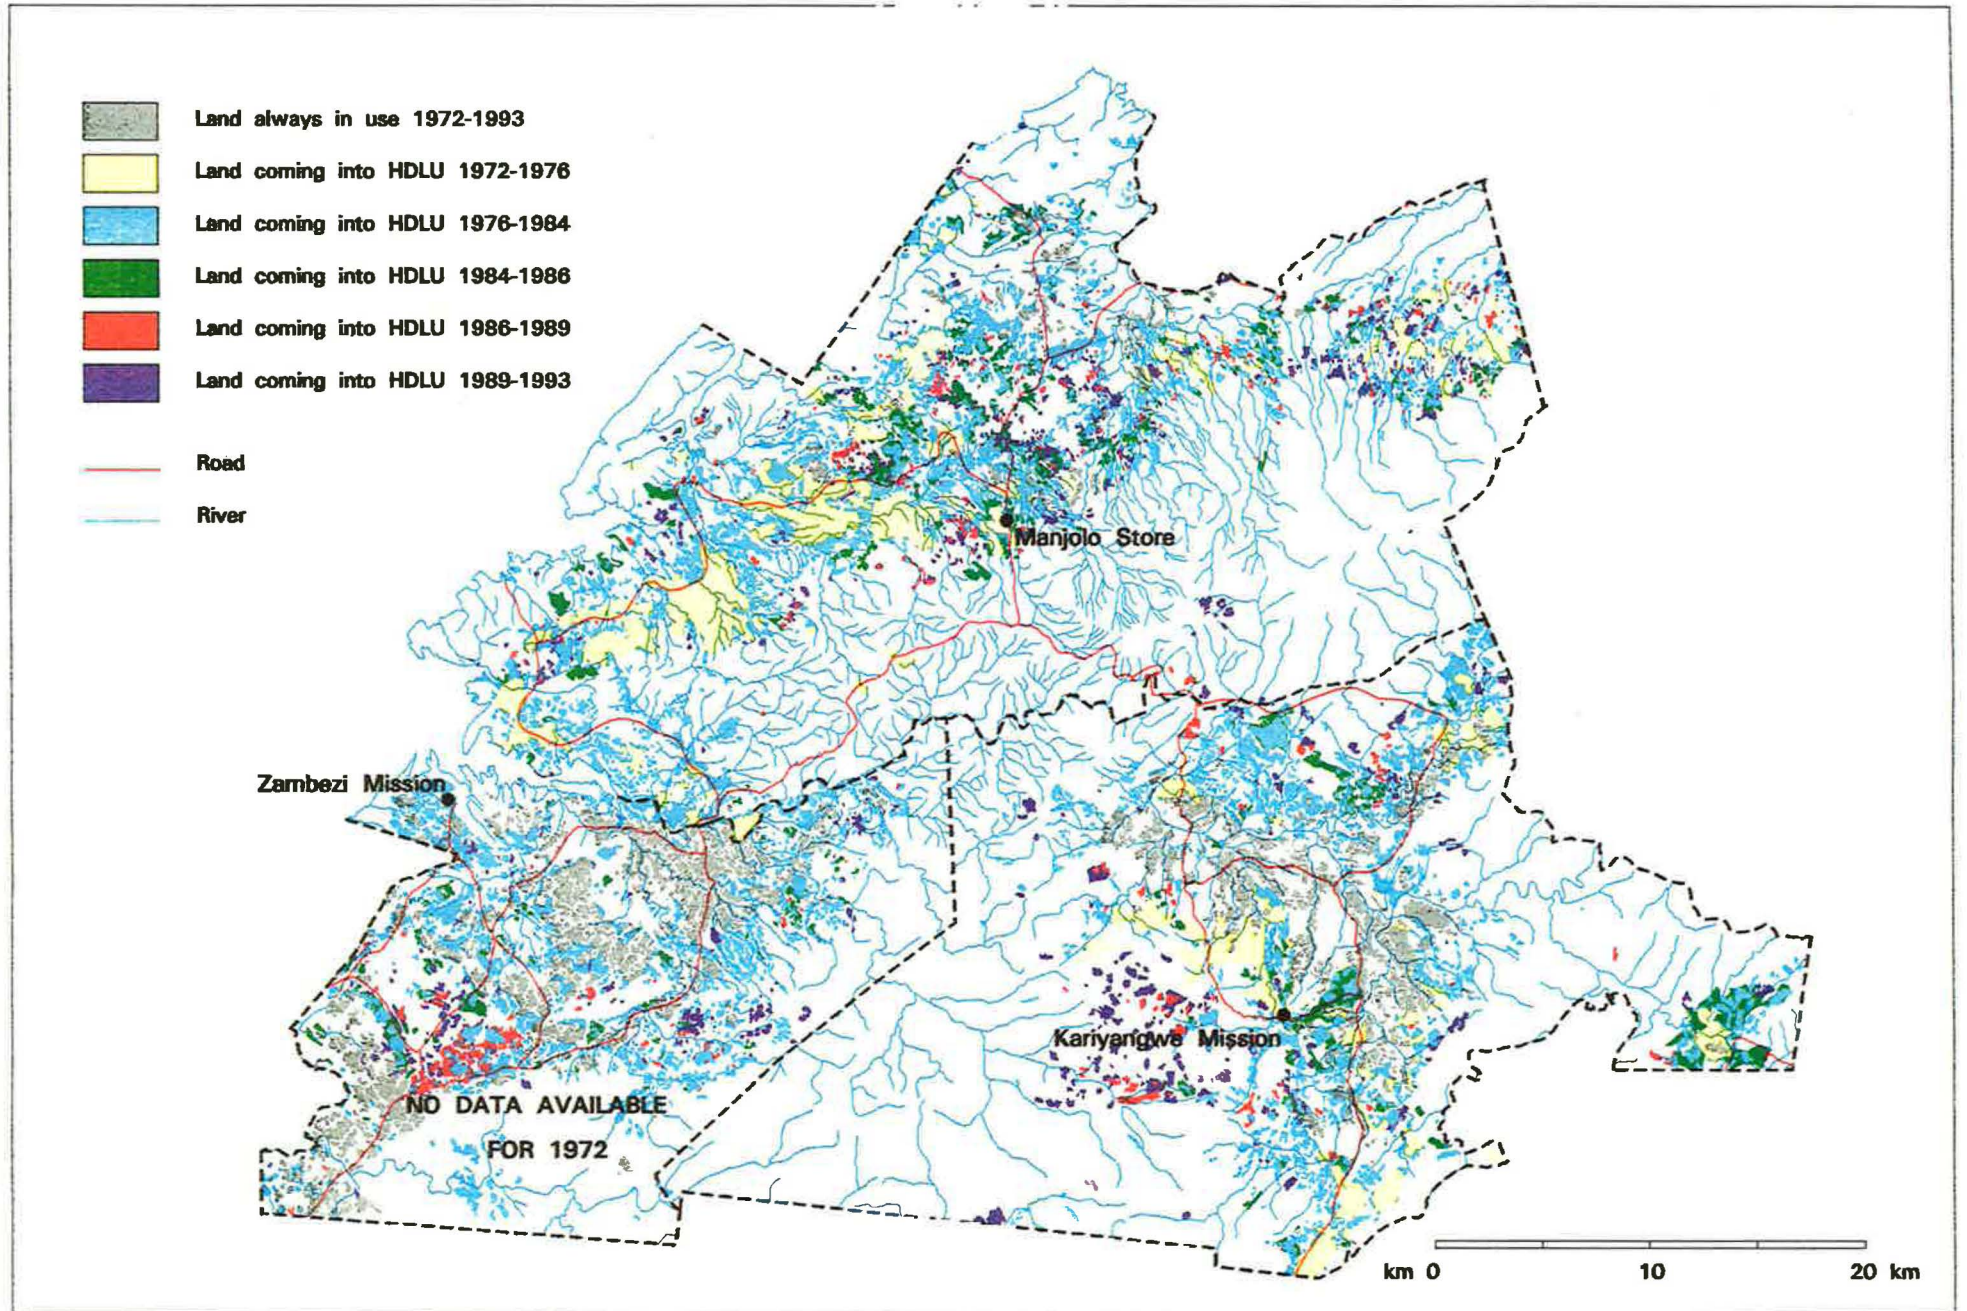 Land always in use 1972-1993
Land coming into HDLU 1972-1976
Land coming into HDLU 1976-1984
Land coming into HDLU 1984-1986
Land coming into HDLU 1986-1989
Land coming into HDLU 1989-1993
Road
River
Manjolo Store
Zambezi Mission
Kariyangwe Mission
NO DATA AVAILABLE
FOR 1972
km 0 10 20 km